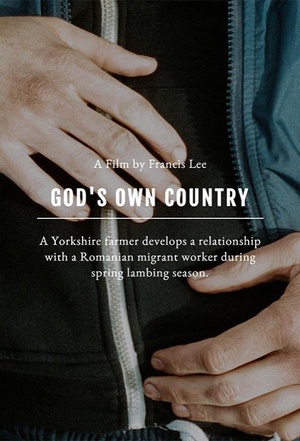 A Film by Francis Lee
GOD'S OWN COUNTRY
A Yorkshire farmer develops a relationship
with a Romanian migrant worker during
spring lambing season.